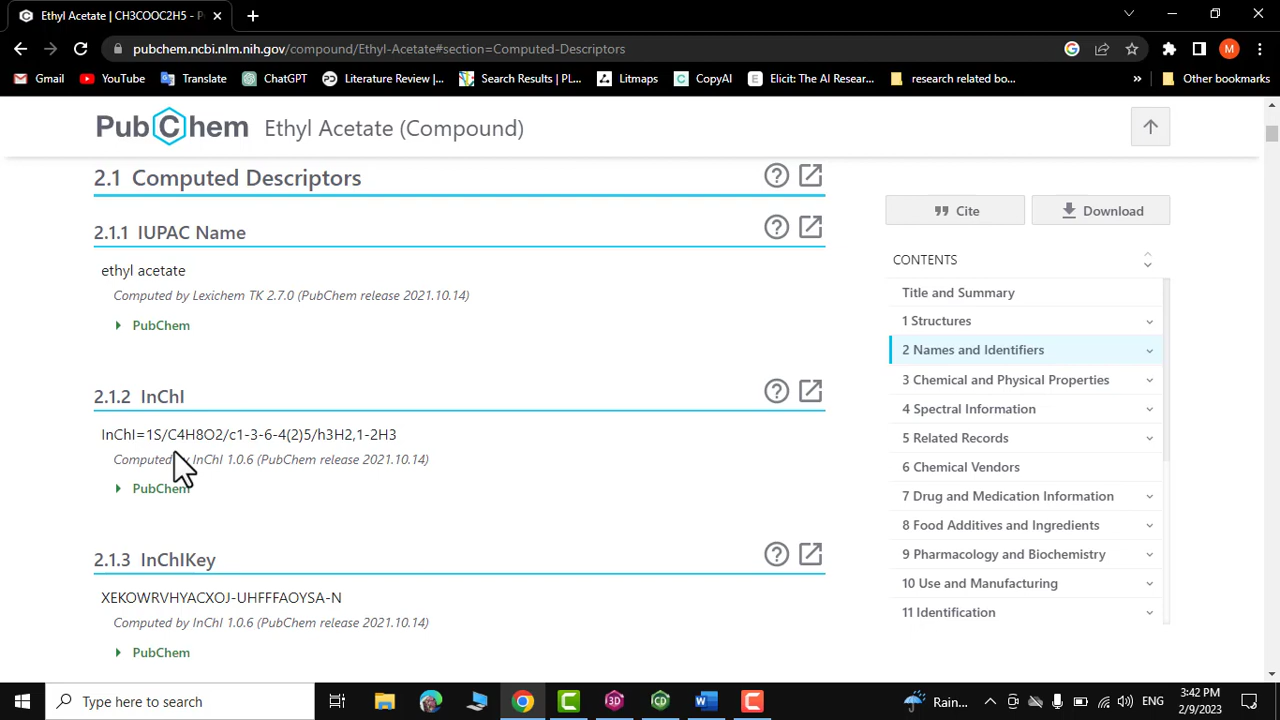 Ethyl Acetate | CH3COOC2H5 - P
pubchem.ncbi.nlm.nih.gov/compound/Ethyl-Acetate#section=Computed-Descriptors
M
Gmail
YouTube
Translate
ChatGPT
Literature Review |...
Search Results | PL...
Litmaps
CopyAI
Elicit: The AI Resear...
research related bo...
»
Other bookmarks
PubChem
Ethyl Acetate (Compound)
2.1 Computed Descriptors
2.1.1 IUPAC Name
ethyl acetate
Computed by Lexichem TK 2.7.0 (PubChem release 2021.10.14)
PubChem
2.1.2 InChI
InChI=1S/C4H8O2/c1-3-6-4(2)5/h3H2,1-2H3
Computed by InChI 1.0.6 (PubChem release 2021.10.14)
PubChem
2.1.3 InChIKey
XEKOWRVHYACXOJ-UHFFFAOYSA-N
Computed by InChI 1.0.6 (PubChem release 2021.10.14)
PubChem
Cite
Download
CONTENTS
Title and Summary
1 Structures
2 Names and Identifiers
3 Chemical and Physical Properties
4 Spectral Information
5 Related Records
6 Chemical Vendors
7 Drug and Medication Information
8 Food Additives and Ingredients
9 Pharmacology and Biochemistry
10 Use and Manufacturing
11 Identification
Type here to search
Rain...
ENG
3:42 PM
2/9/2023